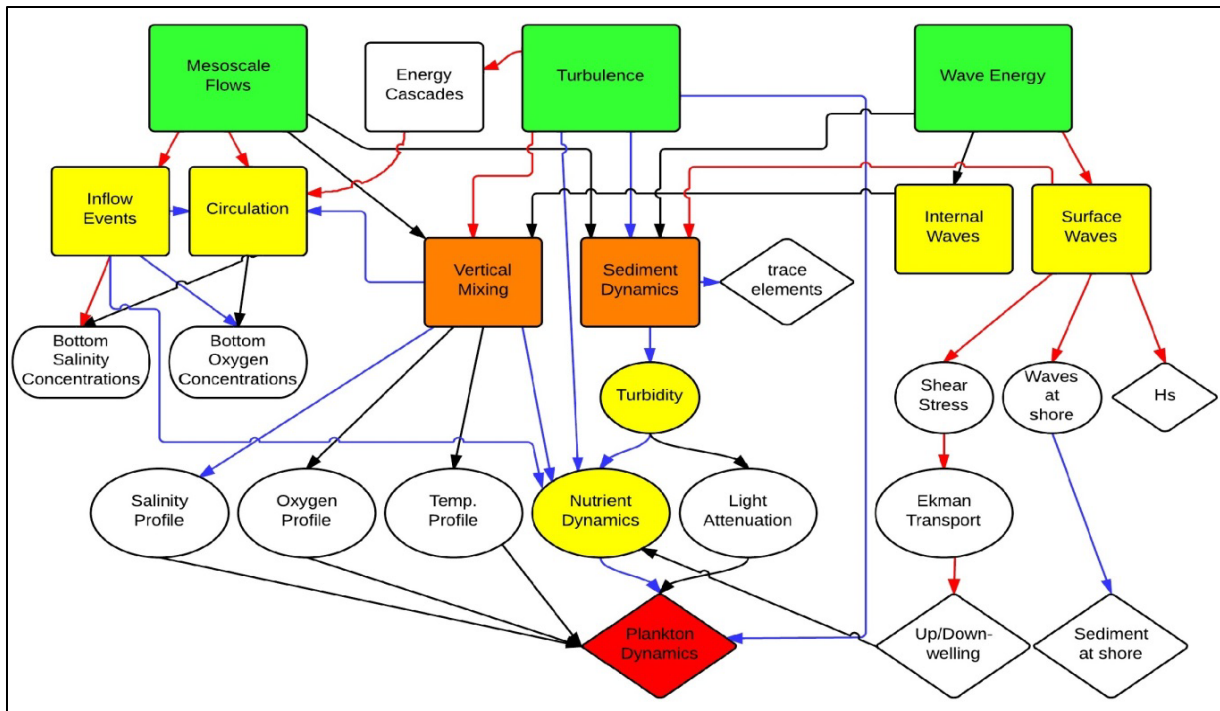 Mesoscale
Flows
Energy
Cascades
Turbulence
Wave Energy
Inflow
Events
Circulation
Internal
Waves
Surface
Waves
Vertical
Mixing
Sediment
Dynamics
trace
elements
Bottom
Salinity
Concentrations
Bottom
Oxygen
Concentrations
Turbidity
Shear
Stress
Waves
at
shore
Hs
Salinity
Profile
Oxygen
Profile
Temp.
Profile
Nutrient
Dynamics
Light
Attenuation
Ekman
Transport
Plankton
Dynamics
Up/Down-
welling
Sediment
at shore